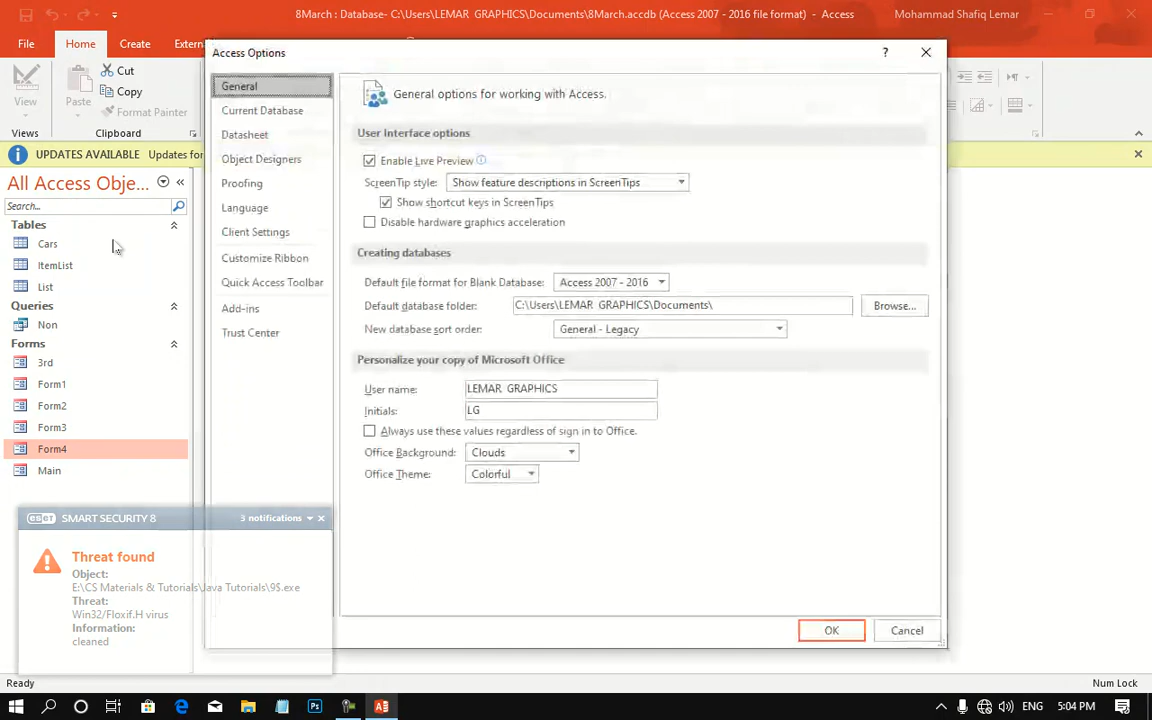 8March : Database- C:\Users\LEMAR GRAPHICS\Documents\8March.accdb (Access 2007 - 2016 file format) - Access
Mohammad Shafiq Lemar
File
Home
Create
Extern
Access Options
?
View
Views
Paste
Cut
Copy
Format Painter
Clipboard
UPDATES AVAILABLE Updates for
All Access Obje...
Search...
Tables
Cars
ItemList
List
Queries
Non
Forms
3rd
Form1
Form2
Form3
Form4
Main
General
Current Database
Datasheet
Object Designers
Proofing
Language
Client Settings
Customize Ribbon
Quick Access Toolbar
Add-ins
Trust Center
General options for working with Access.
User Interface options
Enable Live Preview
ScreenTip style: Show feature descriptions in ScreenTips
Show shortcut keys in ScreenTips
Disable hardware graphics acceleration
Creating databases
Default file format for Blank Database: Access 2007 - 2016
Default database folder: C:\Users\LEMAR GRAPHICS\Documents\ Browse...
New database sort order: General - Legacy
Personalize your copy of Microsoft Office
User name: LEMAR GRAPHICS
Initials: LG
Always use these values regardless of sign in to Office.
Office Background: Clouds
Office Theme: Colorful
OK Cancel
eset SMART SECURITY 8 3 notifications
Threat found
Object:
E:\CS Materials & Tutorials\Java Tutorials\9$.exe
Threat:
Win32/Floxif.H virus
Information:
cleaned
Ready
Num Lock
Ps
ENG 5:04 PM